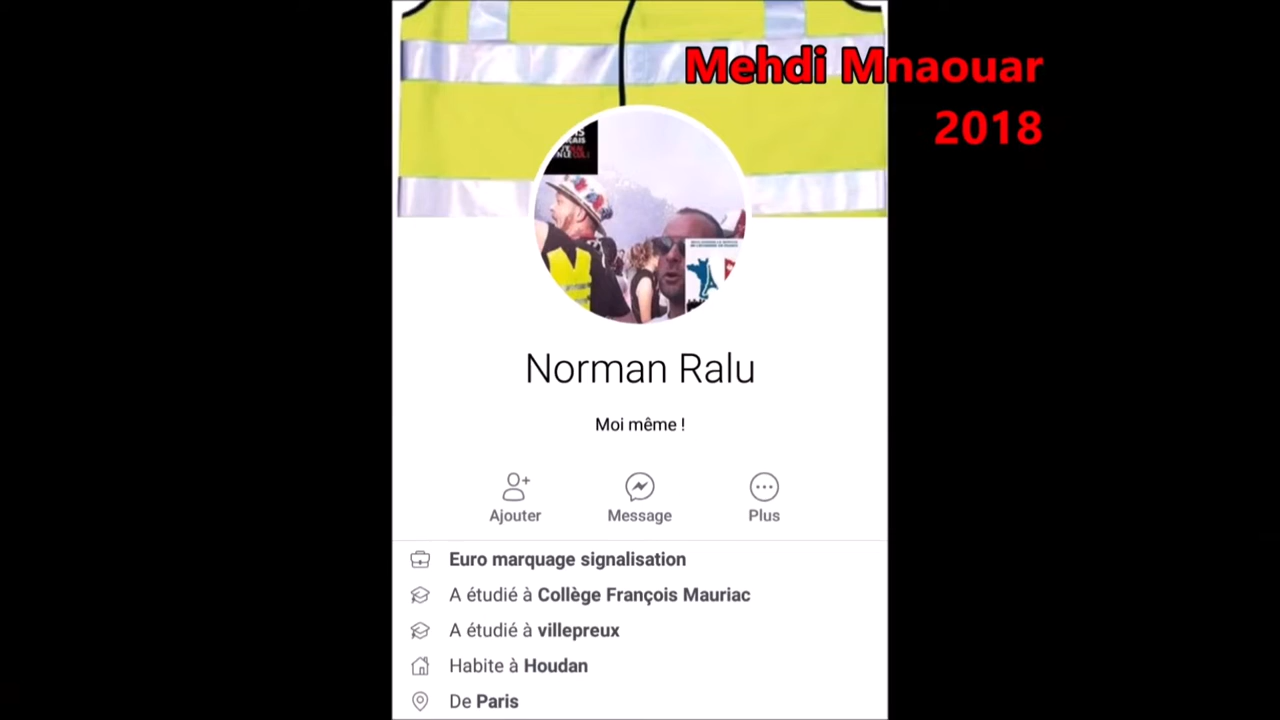 Mehdi Mnaouar
2018
Norman Ralu
Moi même !
Ajouter
Message
Plus
Euro marquage signalisation
A étudié à Collège François Mauriac
A étudié à villepreux
Habite à Houdan
De Paris